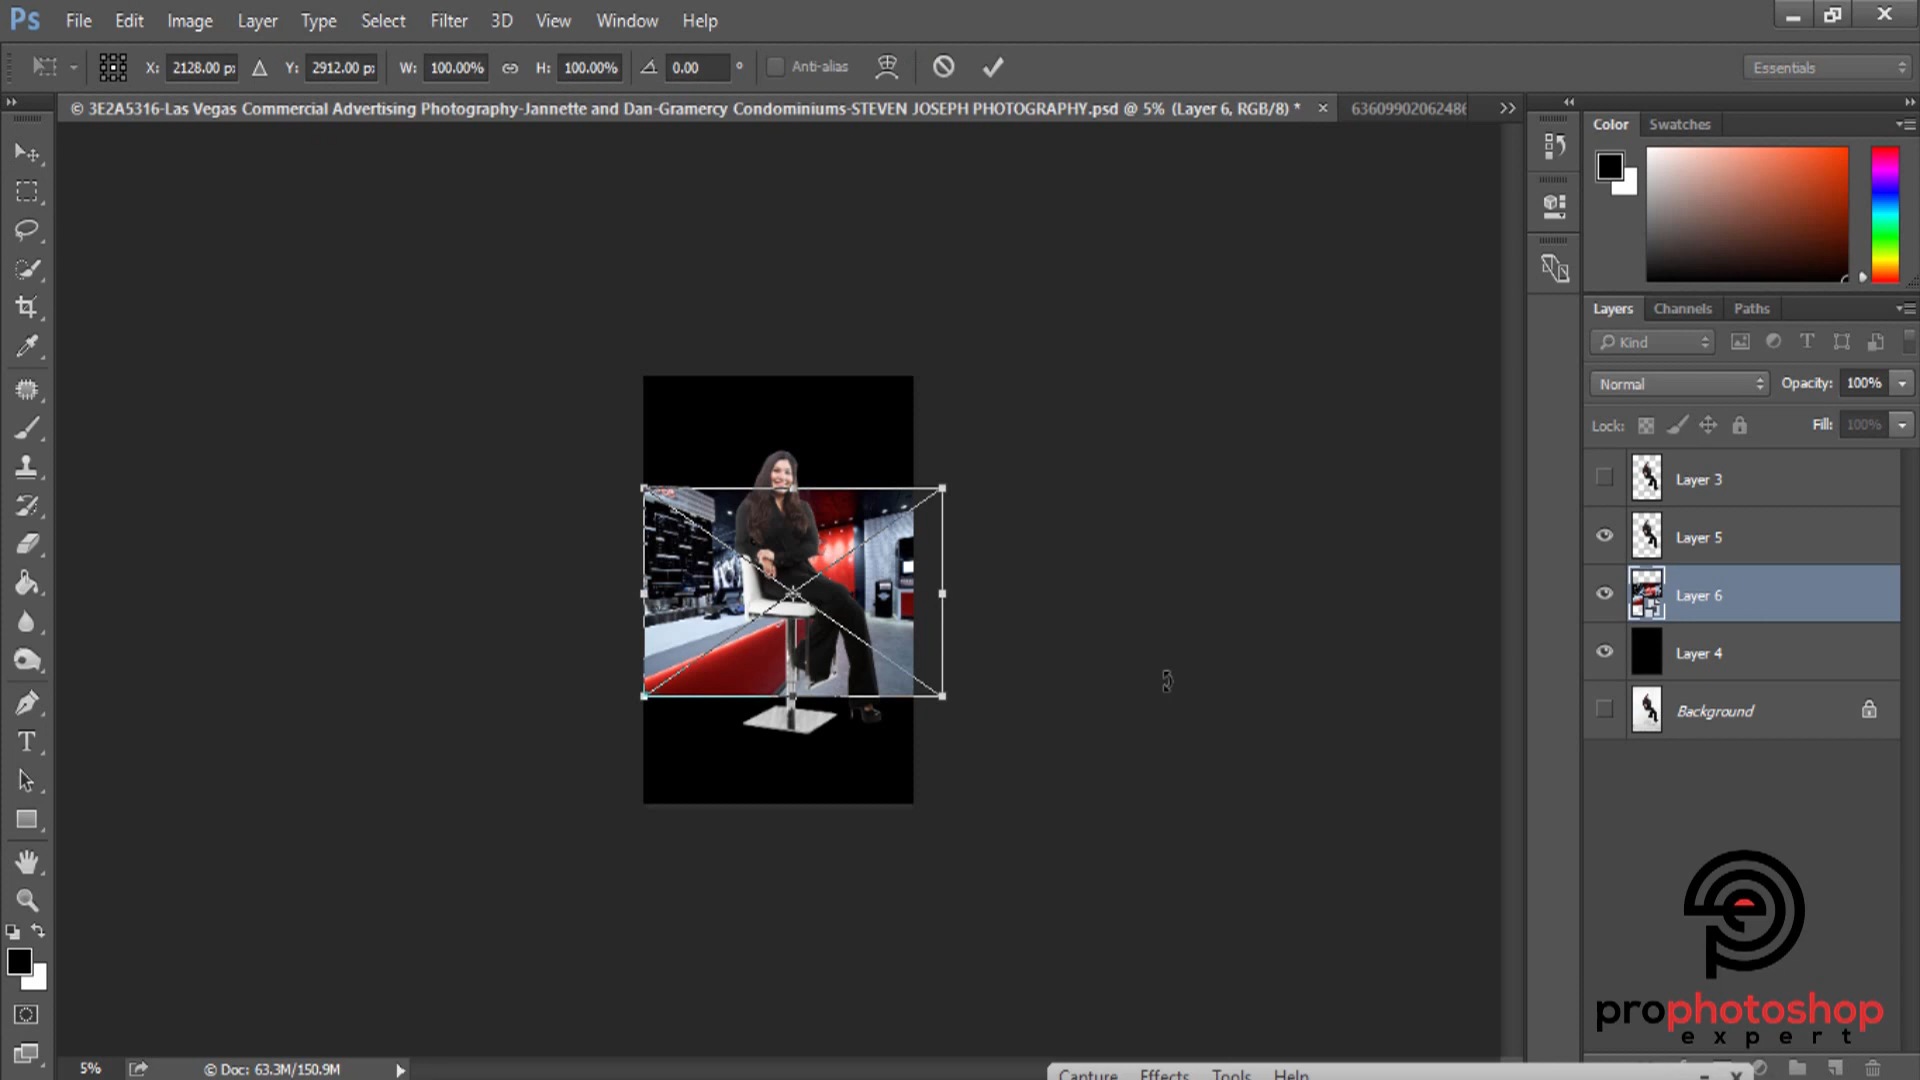 Ps File Edit Image Layer Type Select Filter 3D View Window Help
X: 2128.00 p: Y: 2912.00 p: W: 100.00% H: 100.00% 0.00 ° Anti-alias Essentials
© 3E2A5316-Las Vegas Commercial Advertising Photography-Jannette and Dan-Gramercy Condominiums-STEVEN JOSEPH PHOTOGRAPHY.psd @ 5% (Layer 6, RGB/8) * × 63609902062486
Color Swatches
Layers Channels Paths
Kind
Normal Opacity: 100%
Lock: Fill: 100%
Layer 3
Layer 5
Layer 6
Layer 4
Background
prophotoshop
expert
5% © Doc: 63.3M/150.9M
Capture Effects Tools Help